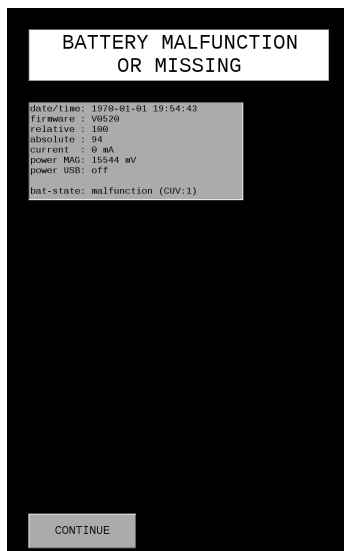 BATTERY MALFUNCTION
OR MISSING
date/time: 1970-01-01 19:54:43
firmware : V0520
relative : 100
absolute : 94
current  : 0 mA
power MAG: 15544 mV
power USB: off
bat-state: malfunction (CUV:1)
CONTINUE